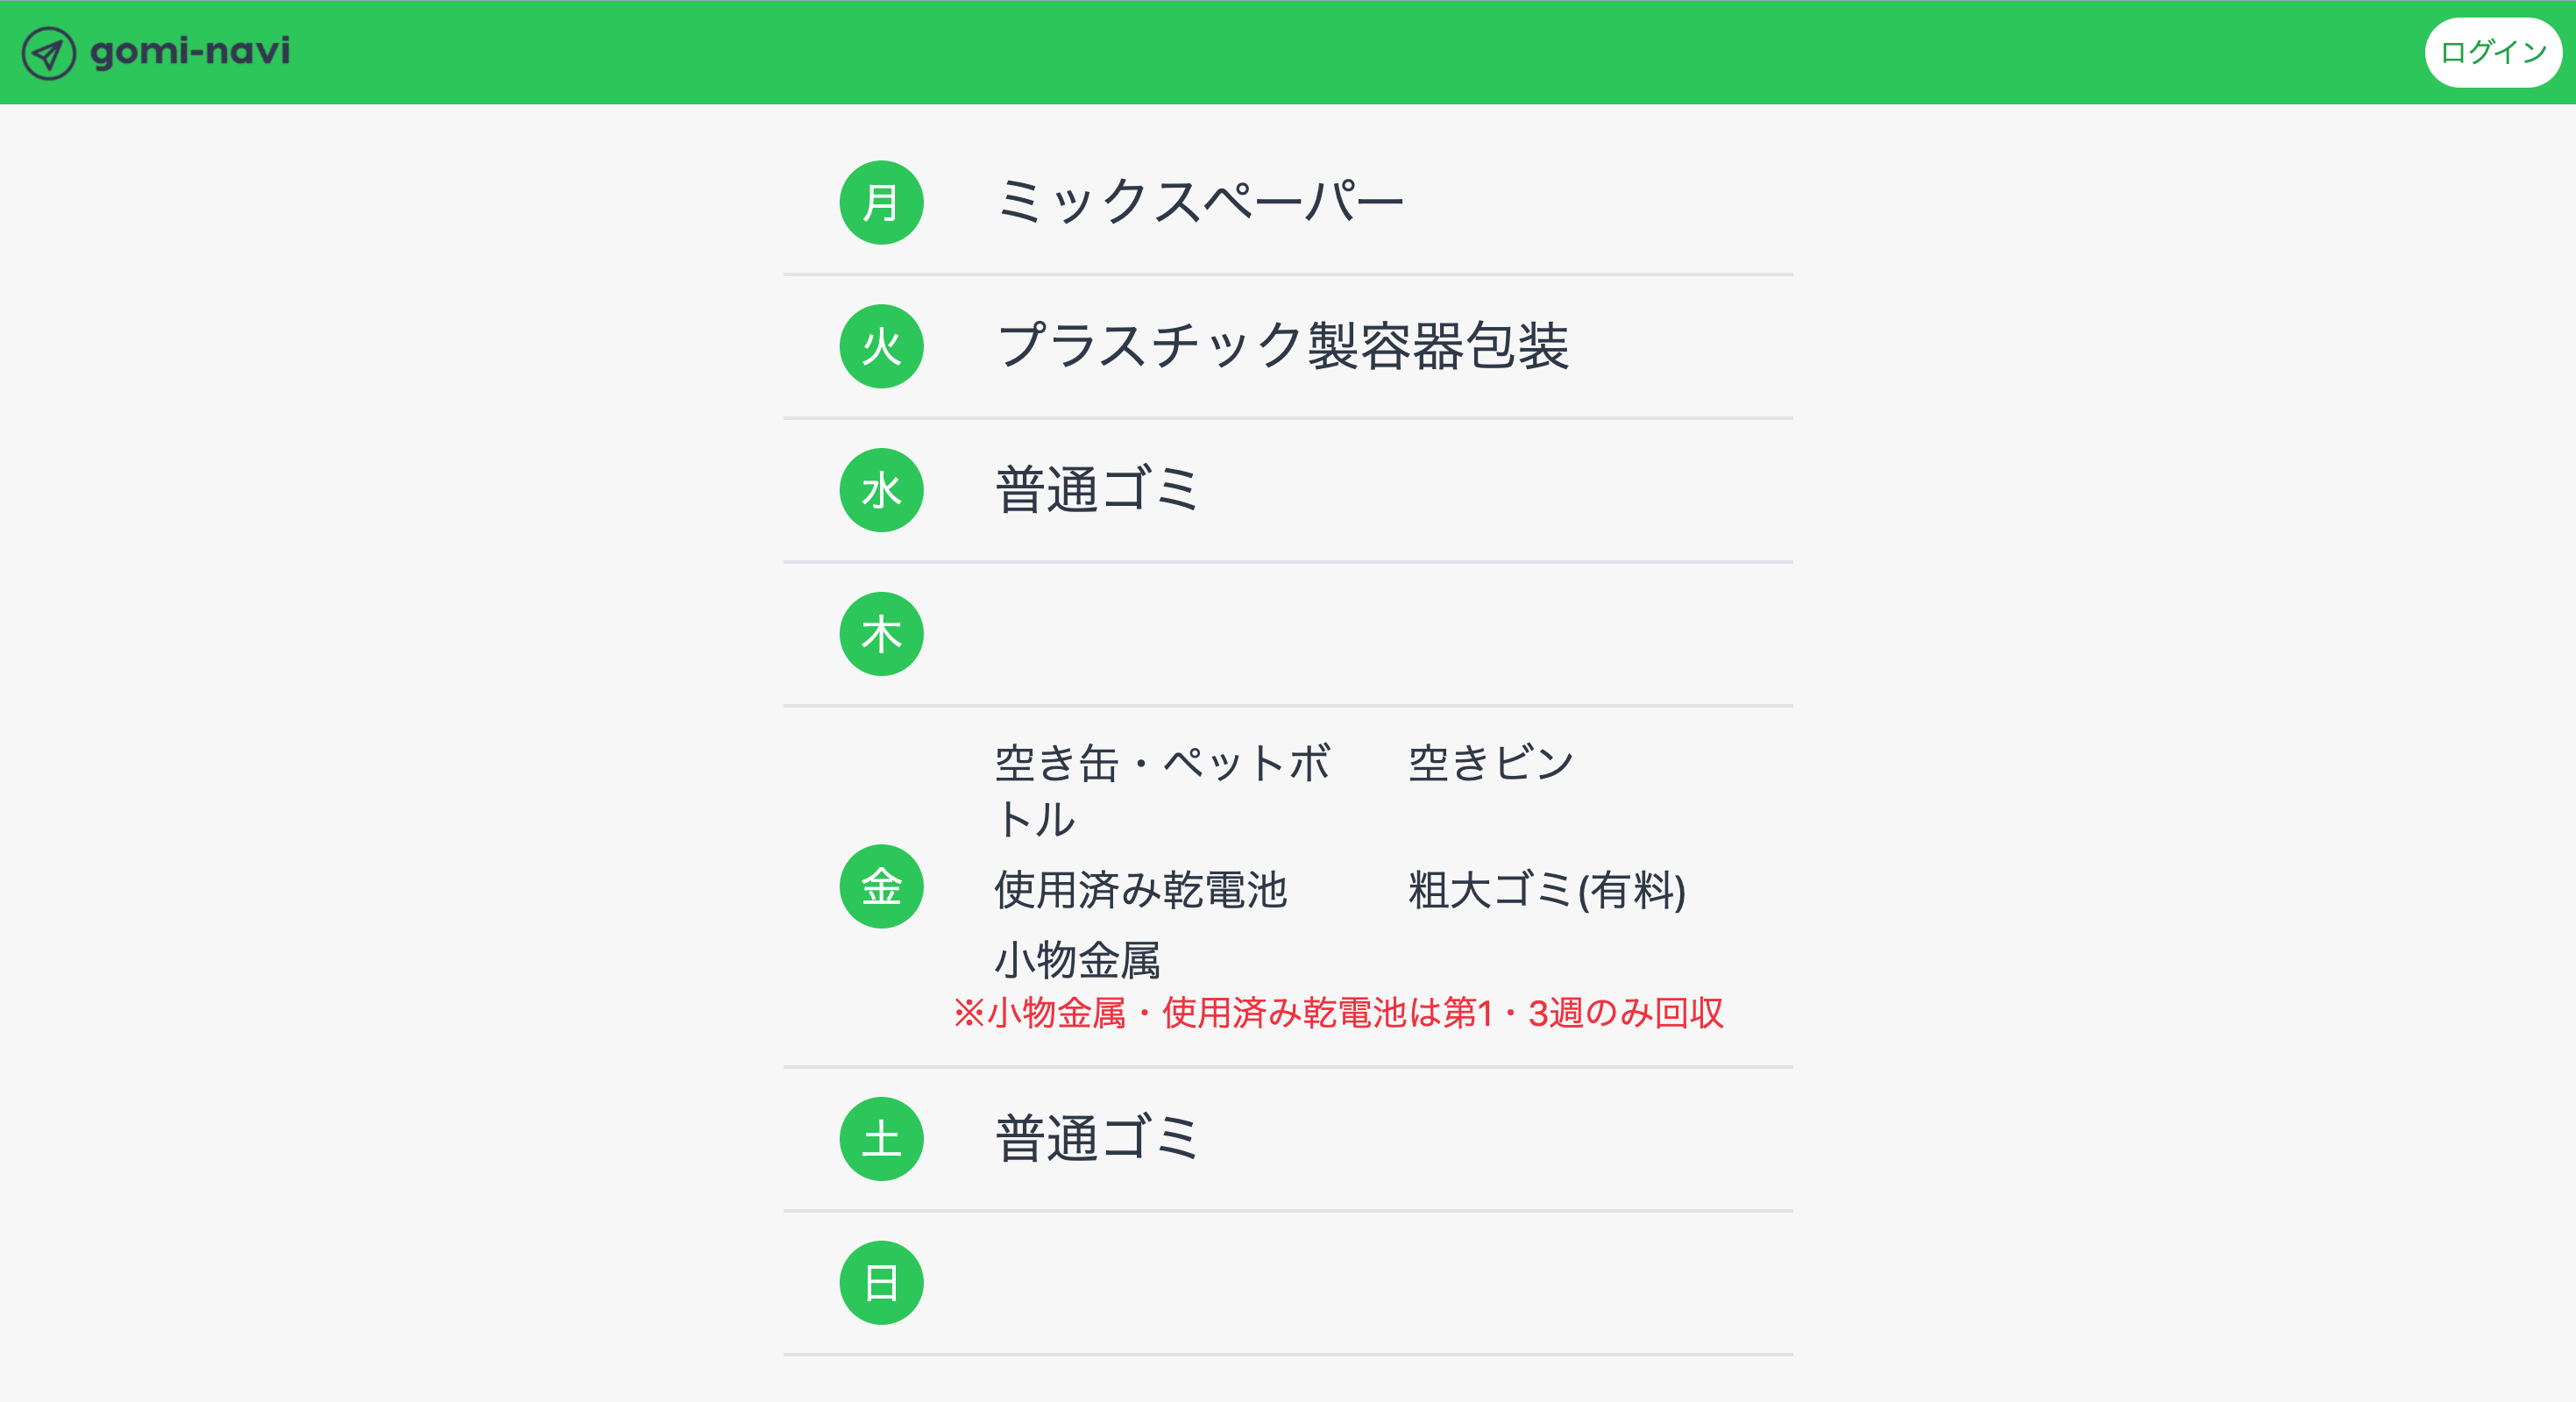 gomi-navi
ログイン
月
ミックスペーパー
火
プラスチック製容器包装
水
普通ゴミ
木
金
空き缶・ペットボ
トル
空きビン
使用済み乾電池
粗大ゴミ(有料)
小物金属
※小物金属・使用済み乾電池は第1・3週のみ回収
土
普通ゴミ
日